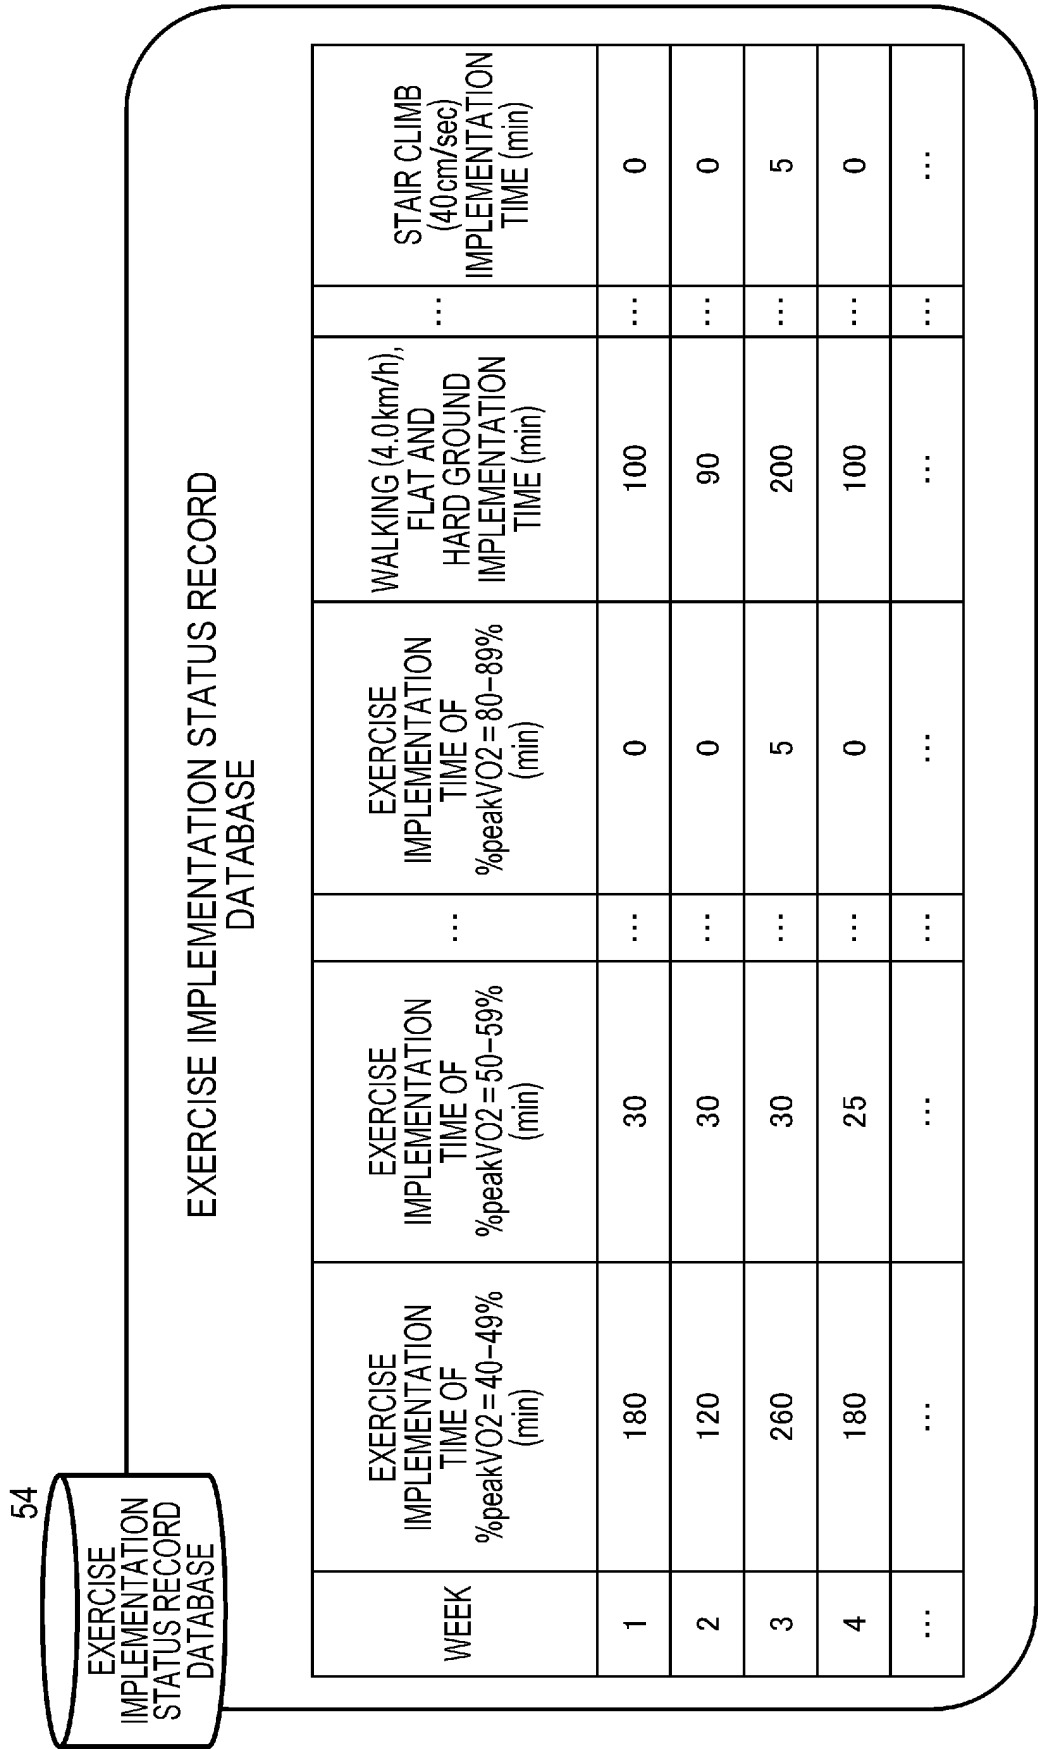 54
EXERCISE
IMPLEMENTATION
STATUS RECORD
DATABASE
EXERCISE IMPLEMENTATION STATUS RECORD
DATABASE
WEEK
EXERCISE
IMPLEMENTATION
TIME OF
%peakVO2=40-49%
(min)
EXERCISE
IMPLEMENTATION
TIME OF
%peakVO2=50-59%
(min)
...
EXERCISE
IMPLEMENTATION
TIME OF
%peakVO2=80-89%
(min)
WALKING (4.0km/h),
FLAT AND
HARD GROUND
IMPLEMENTATION
TIME (min)
...
STAIR CLIMB
(40cm/sec)
IMPLEMENTATION
TIME (min)
1 180 30 ... 0 100 ... 0
2 120 30 ... 0 90 ... 0
3 260 30 ... 5 200 ... 5
4 180 25 ... 0 100 ... 0
... ... ... ... ... ... ... ...